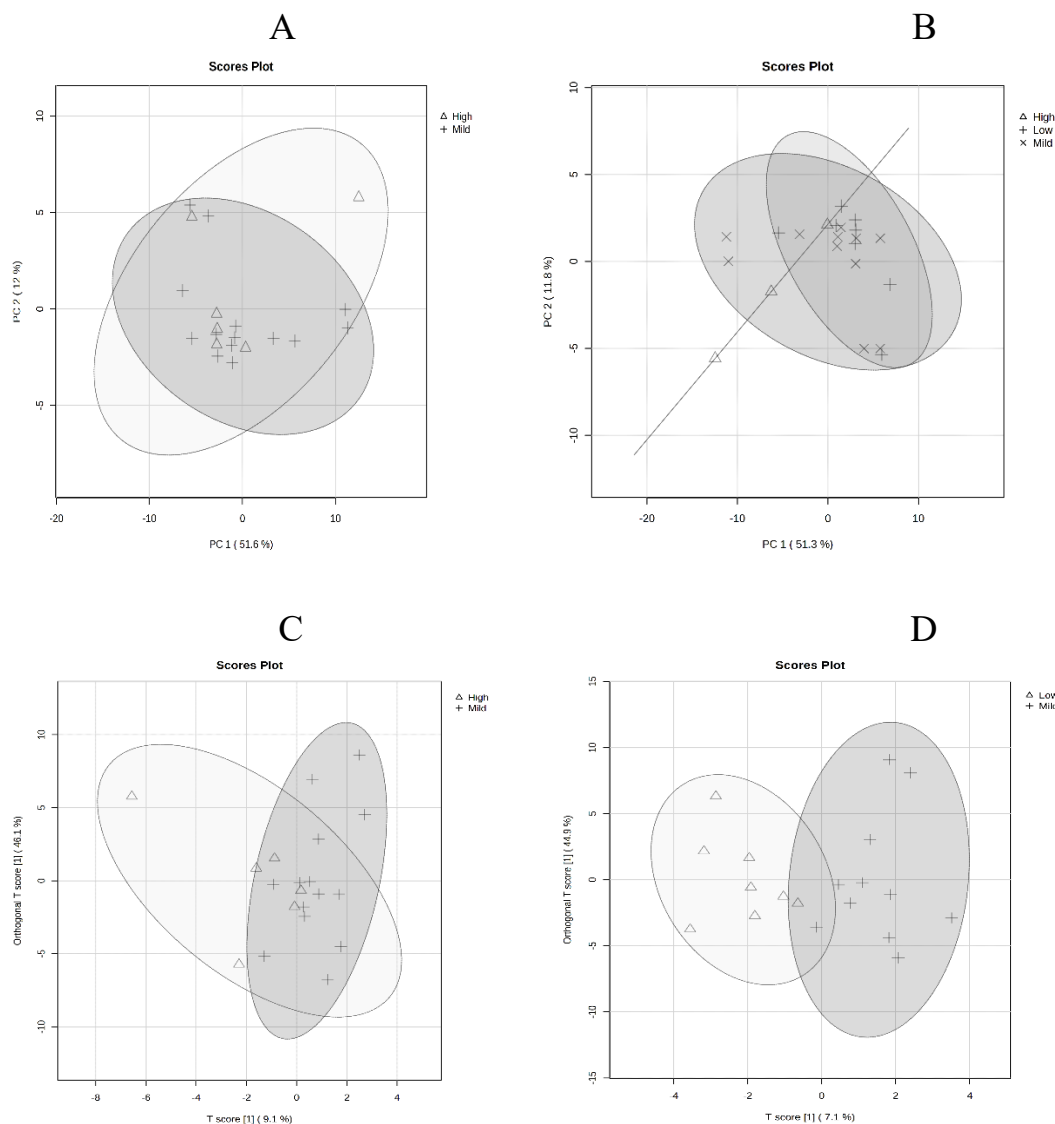 A
Scores Plot
PC 2 ( 12 %)
10
5
0
-5
-20 -10 0 10
PC 1 ( 51.6 %)
△ High
+ Mild
B
Scores Plot
PC 2 ( 11.8 %)
10
5
0
-5
-10
-20 -10 0 10
PC 1 ( 51.3 %)
△ High
+ Low
× Mild
C
Scores Plot
Orthogonal T score [1] ( 46.1 %)
10
5
0
-5
-10
-8 -6 -4 -2 0 2 4
T score [1] ( 9.1 %)
△ High
+ Mild
D
Scores Plot
Orthogonal T score [1] ( 44.9 %)
15
10
5
0
-5
-10
-15
-4 -2 0 2 4
T score [1] ( 7.1 %)
△ Low
+ Mild